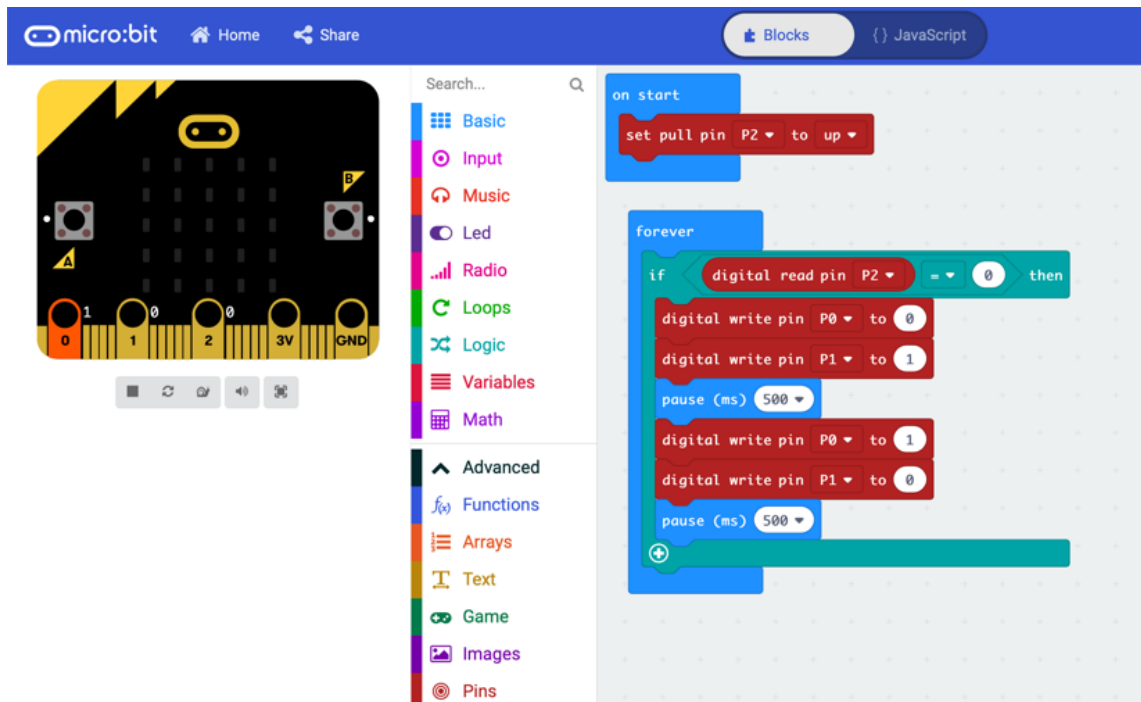 micro:bit Home Share Blocks {} JavaScript
B
A
1 0 0
0 1 2 3V GND
Search...
Basic
Input
Music
Led
Radio
Loops
Logic
Variables
Math
Advanced
f(x) Functions
Arrays
T Text
Game
Images
Pins
on start
set pull pin P2 to up
forever
if digital read pin P2 = 0 then
digital write pin P0 to 0
digital write pin P1 to 1
pause (ms) 500
digital write pin P0 to 1
digital write pin P1 to 0
pause (ms) 500